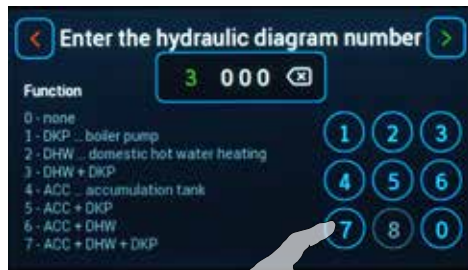 < Enter the hydraulic diagram number >
3 000
Function
0 - none
1 - DKP ... boiler pump
2 - DHW ... domestic hot water heating
3 - DHW + DKP
4 - ACC ... accumulation tank
5 - ACC + DKP
6 - ACC + DHW
7 - ACC + DHW + DKP
1 2 3
4 5 6
7 8 0